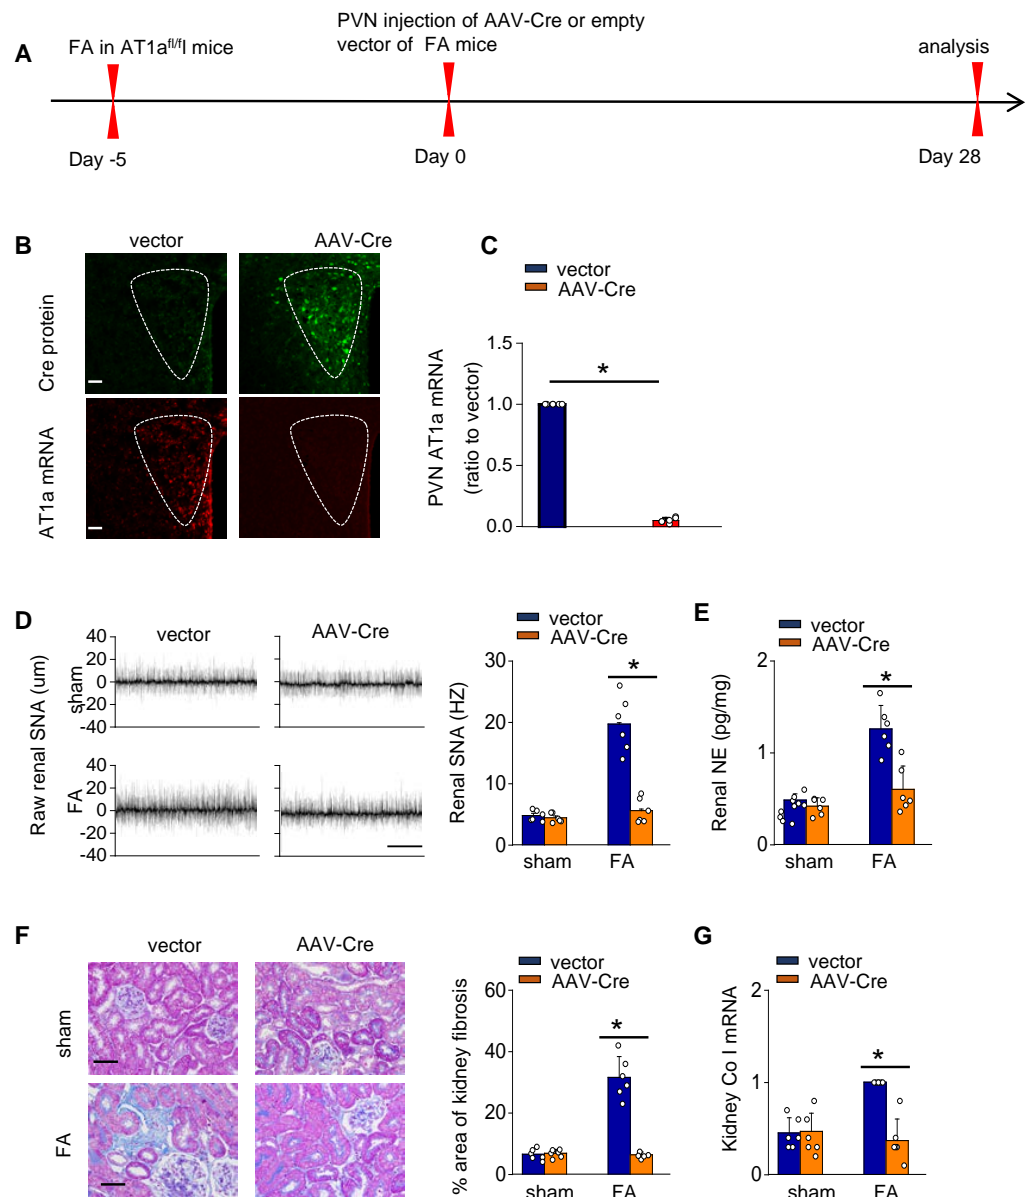 A
FA in AT1afl/fl mice
PVN injection of AAV-Cre or empty
vector of FA mice
analysis
Day -5
Day 0
Day 28
B
vector
AAV-Cre
Cre protein
AT1a mRNA
C
vector
AAV-Cre
PVN AT1a mRNA
(ratio to vector)
1.5
1.0
0.5
0.0
*
D
vector
AAV-Cre
Raw renal SNA (um)
sham
40
20
0
-20
-40
FA
40
20
0
-20
-40
vector
AAV-Cre
Renal SNA (HZ)
30
20
10
0
*
sham
FA
E
vector
AAV-Cre
Renal NE (pg/mg)
2
1
0
*
sham
FA
F
vector
AAV-Cre
sham
FA
vector
AAV-Cre
% area of kidney fibrosis
60
40
20
0
*
sham
FA
G
vector
AAV-Cre
Kidney Co I mRNA
2
1
0
*
sham
FA